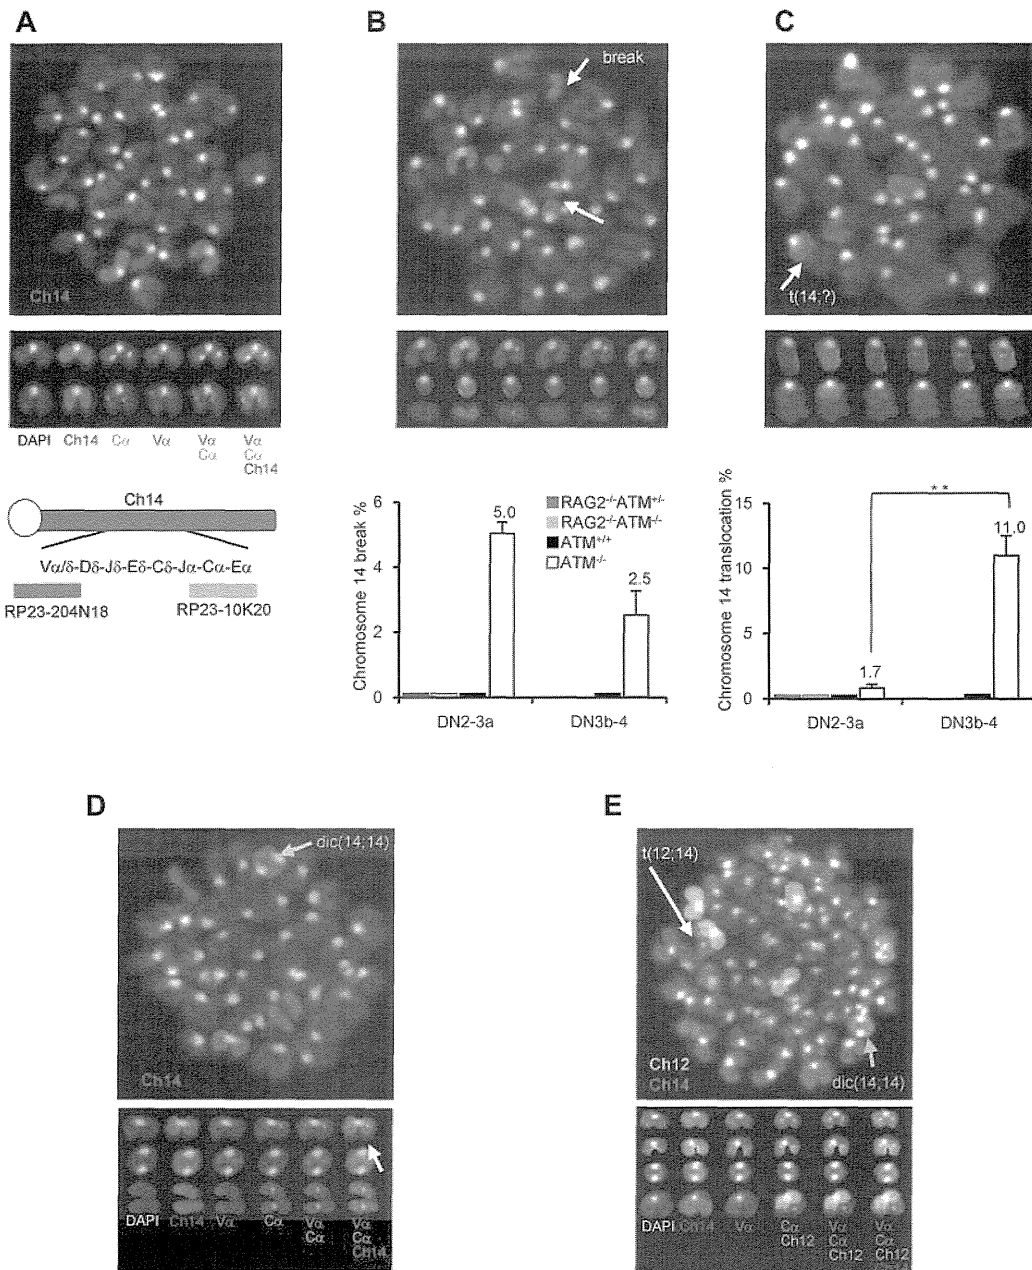 A
B
C
break
Ch14
t(14;?)
DAPI Ch14 Cα Vα Vα Vα
Cα Cα
Ch14
Ch14
Vα/δ-Dδ-Jδ-Eδ-Cδ-Jα-Cα-Eα
RP23-204N18 RP23-10K20
Chromosome 14 break %
6
4
2
0
5.0
2.5
RAG2⁻/⁻ATM⁺/⁻
RAG2⁻/⁻ATM⁻/⁻
ATM⁺/⁺
ATM⁻/⁻
DN2-3a DN3b-4
Chromosome 14 translocation %
15
10
5
0
**
1.7
11.0
DN2-3a DN3b-4
D
E
dic(14;14)
Ch14
t(12;14)
Ch12
Ch14
dic(14;14)
DAPI Ch14 Vα Cα Vα Vα
Cα Cα
Ch14
DAPI Ch14 Vα Cα Vα Vα
Ch12 Cα Cα
Ch12 Ch12